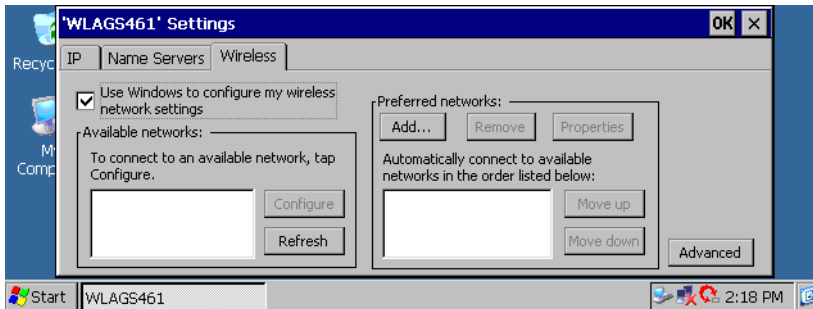 'WLAGS461' Settings
OK
Recyc
IP
Name Servers
Wireless
Use Windows to configure my wireless
network settings
Available networks:
To connect to an available network, tap
Configure.
Configure
Refresh
Preferred networks:
Add...
Remove
Properties
Automatically connect to available
networks in the order listed below:
Move up
Move down
Advanced
My
Comp
Start
WLAGS461
2:18 PM